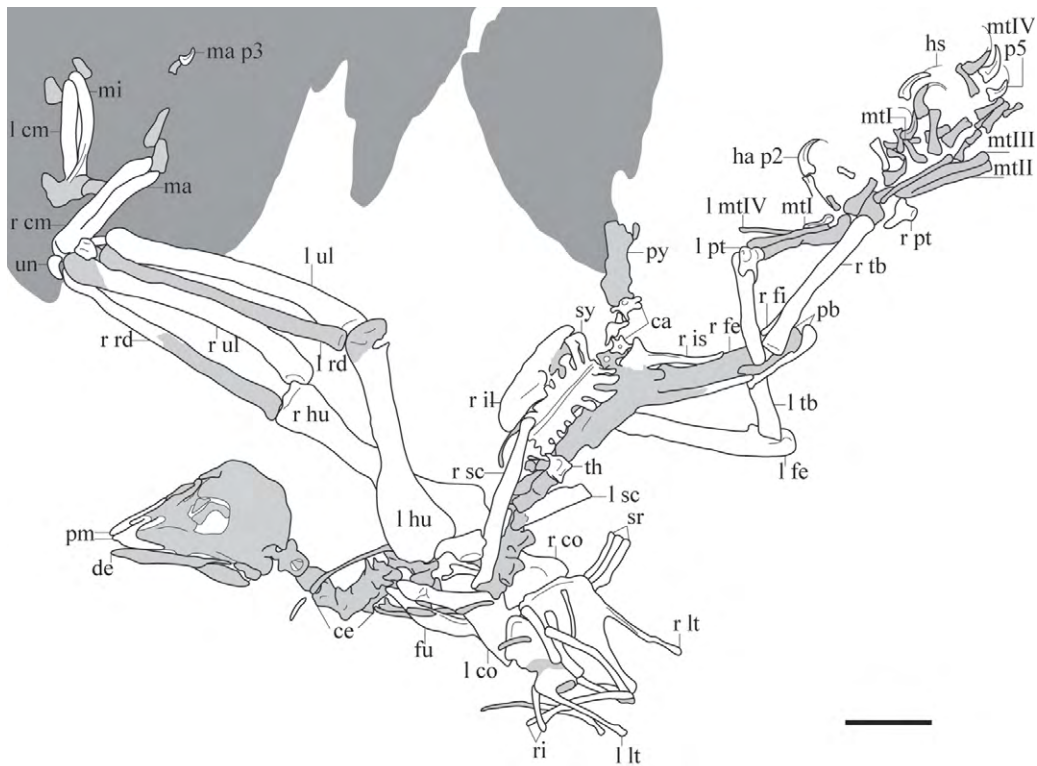 mtIV
hs
p5
ma p3
mi
l cm
mtI
mtIII
ha p2
mtII
ma
r cm
l mtIV
mtI
r pt
l pt
un
l ul
py
r tb
r fi
pb
sy
ca
r is
r fe
r rd
r ul
l rd
r il
r hu
l tb
r sc
th
l fe
l sc
l hu
sr
pm
r co
de
ce
r lt
fu
l co
ri
l lt